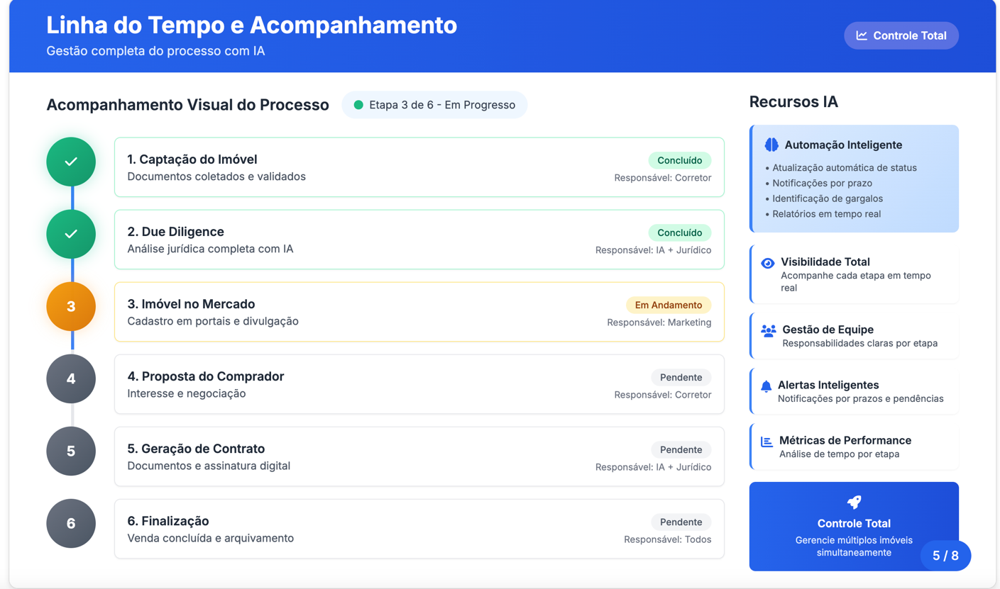 Linha do Tempo e Acompanhamento
Gestão completa do processo com IA
Controle Total
Acompanhamento Visual do Processo
Etapa 3 de 6 - Em Progresso
1. Captação do Imóvel
Documentos coletados e validados
Concluído
Responsável: Corretor
2. Due Diligence
Análise jurídica completa com IA
Concluído
Responsável: IA + Jurídico
3
3. Imóvel no Mercado
Cadastro em portais e divulgação
Em Andamento
Responsável: Marketing
4
4. Proposta do Comprador
Interesse e negociação
Pendente
Responsável: Corretor
5
5. Geração de Contrato
Documentos e assinatura digital
Pendente
Responsável: IA + Jurídico
6
6. Finalização
Venda concluída e arquivamento
Pendente
Responsável: Todos
Recursos IA
Automação Inteligente
• Atualização automática de status
• Notificações por prazo
• Identificação de gargalos
• Relatórios em tempo real
Visibilidade Total
Acompanhe cada etapa em tempo
real
Gestão de Equipe
Responsabilidades claras por etapa
Alertas Inteligentes
Notificações por prazos e pendências
Métricas de Performance
Análise de tempo por etapa
Controle Total
Gerencie múltiplos imóveis
simultaneamente
5 / 8